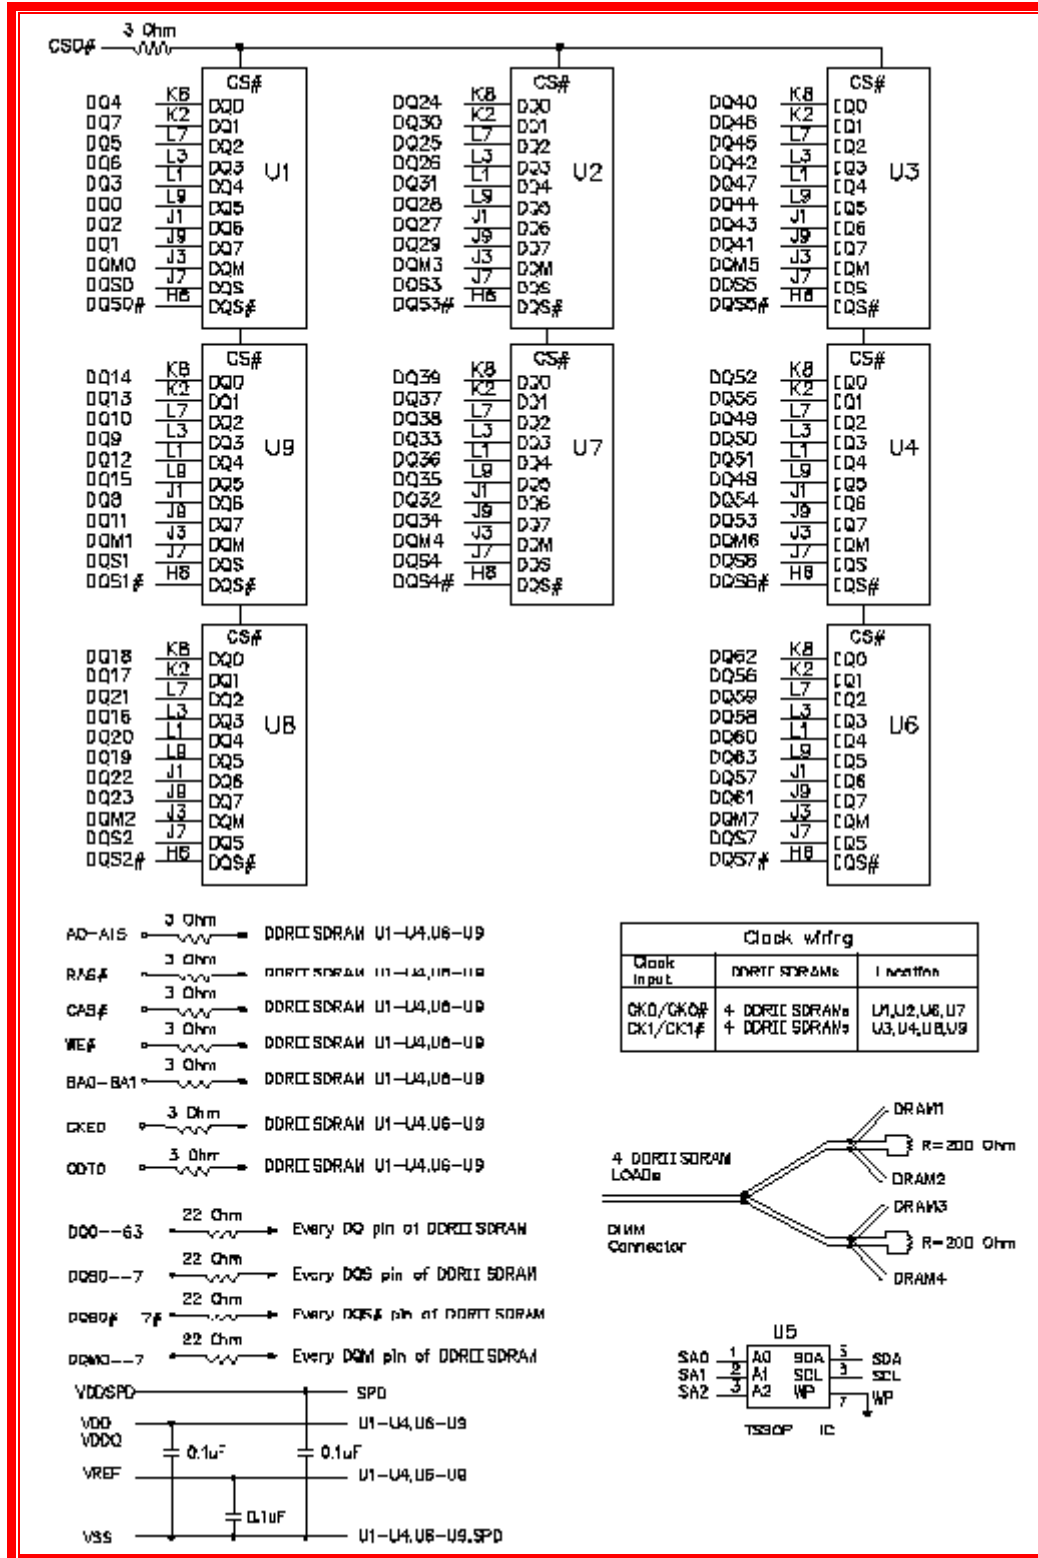 3 Ohm
CS0#
CS#
DQ4 K8 DQ0
DQ7 K2 DQ1
DQ5 L7 DQ2
DQ6 L3 DQ3
DQ3 L1 DQ4
DQ0 L9 DQ5
DQ2 J1 DQ6
DQ1 J9 DQ7
DQM0 J3 DQM
DQS0 J7 DQS
DQS0# H8 DQS#
U1
CS#
DQ24 K8 DQ0
DQ30 K2 DQ1
DQ25 L7 DQ2
DQ26 L3 DQ3
DQ31 L1 DQ4
DQ28 L9 DQ5
DQ27 J1 DQ6
DQ29 J9 DQ7
DQM3 J3 DQM
DQS3 J7 DQS
DQS3# H8 DQS#
U2
CS#
DQ40 K8 DQ0
DQ46 K2 DQ1
DQ45 L7 DQ2
DQ42 L3 DQ3
DQ47 L1 DQ4
DQ44 L9 DQ5
DQ43 J1 DQ6
DQ41 J9 DQ7
DQM5 J3 DQM
DQS5 J7 DQS
DQS5# H8 DQS#
U3
CS#
DQ14 K8 DQ0
DQ13 K2 DQ1
DQ10 L7 DQ2
DQ9 L3 DQ3
DQ12 L1 DQ4
DQ15 L9 DQ5
DQ8 J1 DQ6
DQ11 J9 DQ7
DQM1 J3 DQM
DQS1 J7 DQS
DQS1# H8 DQS#
U9
CS#
DQ39 K8 DQ0
DQ37 K2 DQ1
DQ38 L7 DQ2
DQ33 L3 DQ3
DQ36 L1 DQ4
DQ35 L9 DQ5
DQ32 J1 DQ6
DQ34 J9 DQ7
DQM4 J3 DQM
DQS4 J7 DQS
DQS4# H8 DQS#
U7
CS#
DQ52 K8 DQ0
DQ55 K2 DQ1
DQ49 L7 DQ2
DQ50 L3 DQ3
DQ51 L1 DQ4
DQ48 L9 DQ5
DQ54 J1 DQ6
DQ53 J9 DQ7
DQM6 J3 DQM
DQS6 J7 DQS
DQS6# H8 DQS#
U4
CS#
DQ18 K8 DQ0
DQ17 K2 DQ1
DQ21 L7 DQ2
DQ16 L3 DQ3
DQ20 L1 DQ4
DQ19 L9 DQ5
DQ22 J1 DQ6
DQ23 J9 DQ7
DQM2 J3 DQM
DQS2 J7 DQS
DQS2# H8 DQS#
U8
CS#
DQ62 K8 DQ0
DQ56 K2 DQ1
DQ59 L7 DQ2
DQ58 L3 DQ3
DQ60 L1 DQ4
DQ63 L9 DQ5
DQ57 J1 DQ6
DQ61 J9 DQ7
DQM7 J3 DQM
DQS7 J7 DQS
DQS7# H8 DQS#
U6
A0-A15 3 Ohm DDRII SDRAM U1-U4,U6-U9
RAS# 3 Ohm DDRII SDRAM U1-U4,U6-U9
CAS# 3 Ohm DDRII SDRAM U1-U4,U6-U9
WE# 3 Ohm DDRII SDRAM U1-U4,U6-U9
BA0-BA1 3 Ohm DDRII SDRAM U1-U4,U6-U9
CKE0 3 Ohm DDRII SDRAM U1-U4,U6-U9
ODT0 3 Ohm DDRII SDRAM U1-U4,U6-U9
DQ0--63 22 Ohm Every DQ pin of DDRII SDRAM
DQS0--7 22 Ohm Every DQS pin of DDRII SDRAM
DQS0# 7# 22 Ohm Every DQS# pin of DDRII SDRAM
DQM0--7 22 Ohm Every DQM pin of DDRII SDRAM
Clock wiring
Clock Input DDRII SDRAMs Location
CK0/CK0# 4 DDRII SDRAMs U1,U2,U6,U7
CK1/CK1# 4 DDRII SDRAMs U3,U4,U8,U9
4 DDRII SDRAM
LOADs
DIMM
Connector
DRAM1
R=200 Ohm
DRAM2
DRAM3
R=200 Ohm
DRAM4
U5
SA0 1 A0 SDA 5 SDA
SA1 2 A1 SCL SCL
SA2 3 A2 WP 7 WP
IC
VDDSPD SPD
VDD U1-U4,U6-U9
VDDQ
0.1uF 0.1uF
VREF U1-U4,U6-U9
0.1uF
VSS U1-U4,U6-U9,SPD